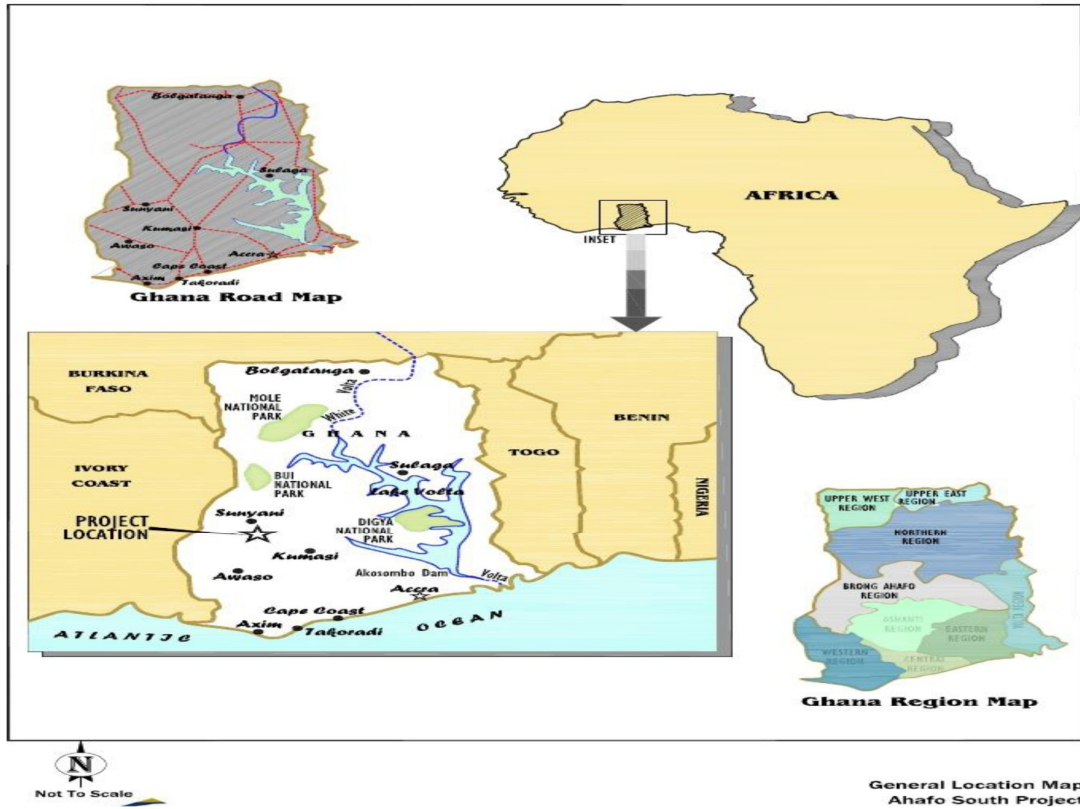 Bolgatanga
Sulaga
Sunyani
Kumasi
Awaso
Accra
Cape Coast
Axim
Takoradi
Ghana Road Map
AFRICA
INSET
BURKINA
FASO
Bolgatanga
MOLE
NATIONAL
PARK
White Volta
GHANA
BENIN
TOGO
IVORY
COAST
BUI
NATIONAL
PARK
Sulaga
Lake Volta
NIGERIA
PROJECT
LOCATION
Sunyani
DIGYA
NATIONAL
PARK
Kumasi
Awaso
Akosombo Dam
Volta
Accra
Cape Coast
Axim
Takoradi
ATLANTIC OCEAN
UPPER WEST
REGION
UPPER EAST
REGION
NORTHERN
REGION
BRONG AHAFO
REGION
ASHANTI
REGION
EASTERN
REGION
WESTERN
REGION
CENTRAL
REGION
Ghana Region Map
N
Not To Scale
General Location Map
Ahafo South Project